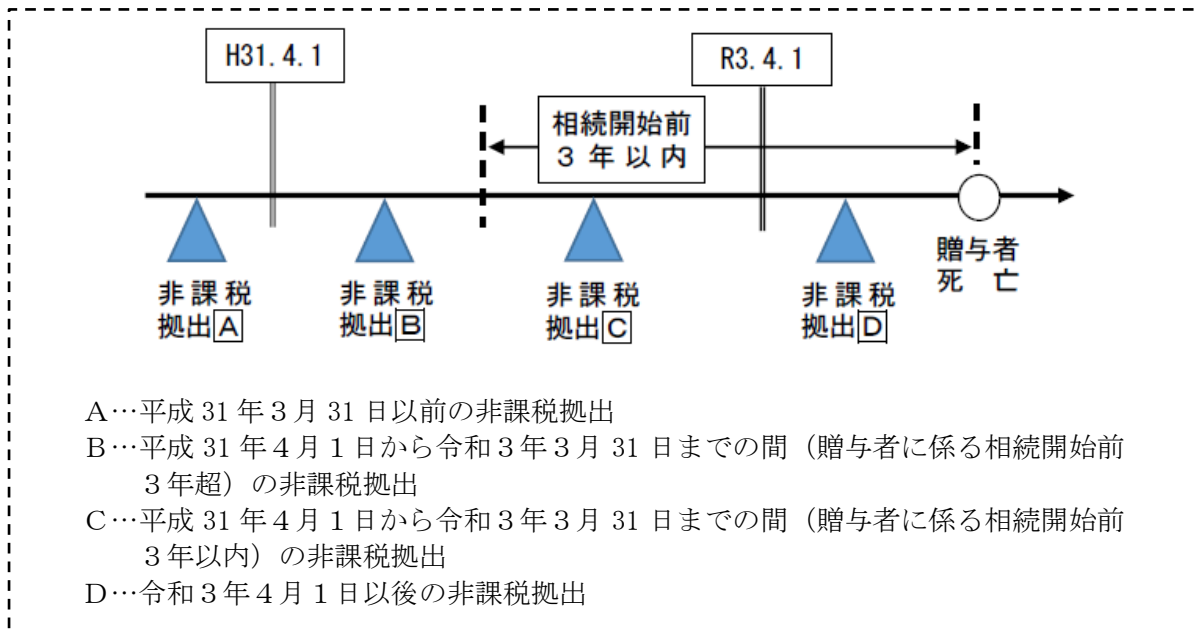 H31.4.1
R3.4.1
相続開始前
３年以内
贈与者
死亡
非課税
拠出A
非課税
拠出B
非課税
拠出C
非課税
拠出D
Ａ…平成 31 年３月 31 日以前の非課税拠出
Ｂ…平成 31 年４月１日から令和３年３月 31 日までの間（贈与者に係る相続開始前
３年超）の非課税拠出
Ｃ…平成 31 年４月１日から令和３年３月 31 日までの間（贈与者に係る相続開始前
３年以内）の非課税拠出
Ｄ…令和３年４月１日以後の非課税拠出